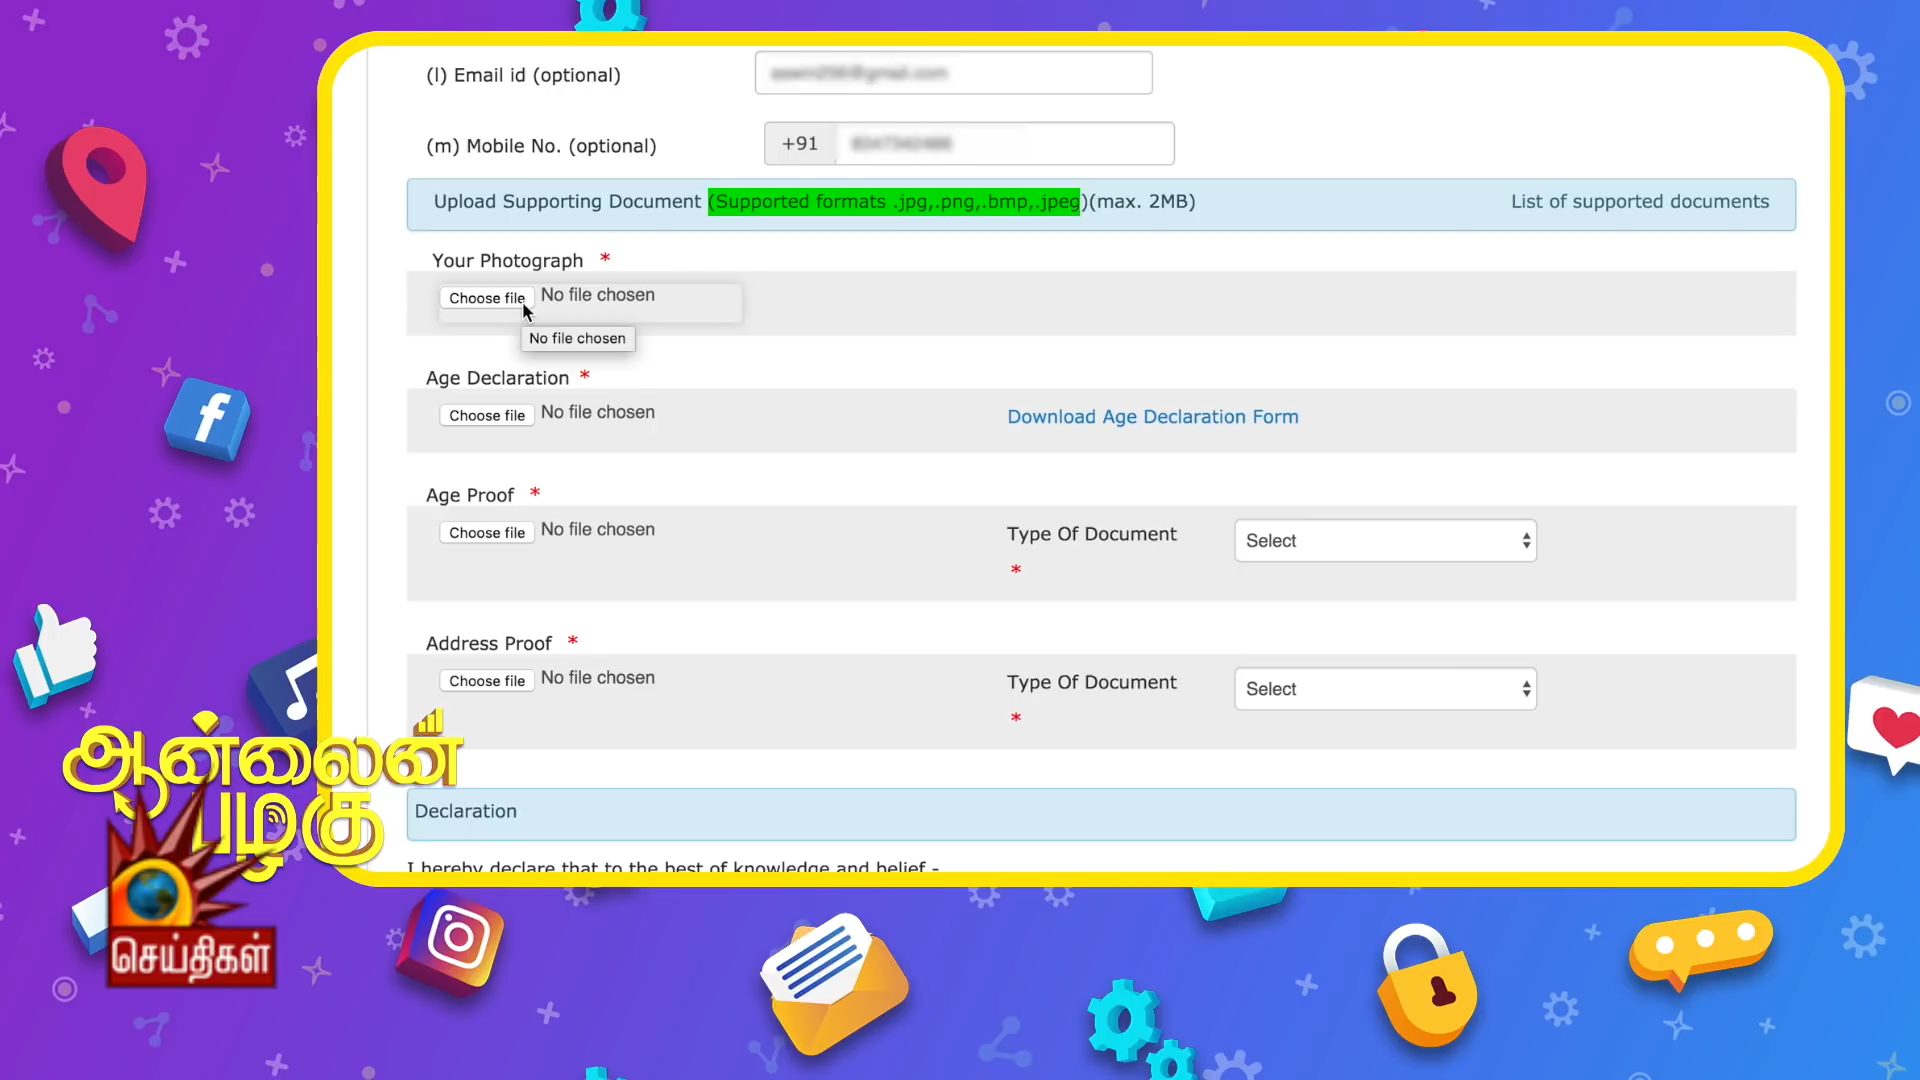 (l) Email id (optional)
(m) Mobile No. (optional) +91
Upload Supporting Document (Supported formats .jpg,.png,.bmp,.jpeg)(max. 2MB) List of supported documents
Your Photograph *
Choose file No file chosen
No file chosen
Age Declaration *
Choose file No file chosen Download Age Declaration Form
Age Proof *
Choose file No file chosen Type Of Document * Select
Address Proof *
Choose file No file chosen Type Of Document * Select
Declaration
I hereby declare that to the best of knowledge and belief -
ஆன்லைன்
பழகு
செய்திகள்